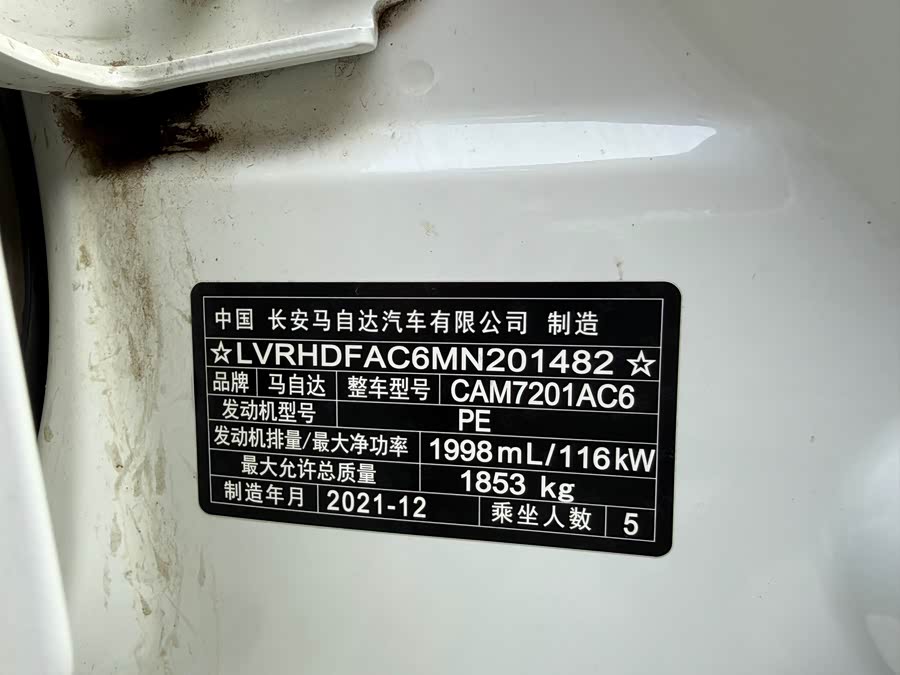 中国 长安马自达汽车有限公司 制造
☆LVRHDFAC6MN201482☆
品牌 马自达 整车型号 CAM7201AC6
发动机型号 PE
发动机排量/最大净功率 1998mL/116kW
最大允许总质量 1853 kg
制造年月 2021-12 乘坐人数 5